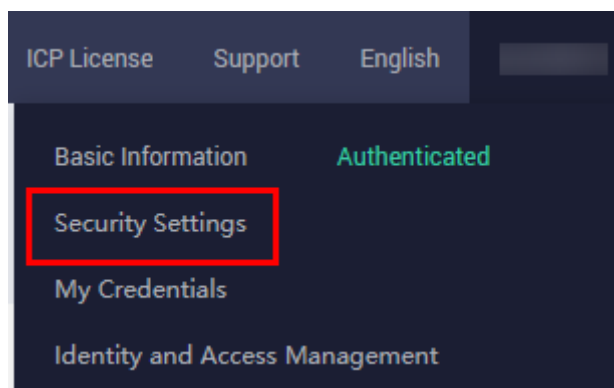 ICP License Support English
Basic Information Authenticated
Security Settings
My Credentials
Identity and Access Management